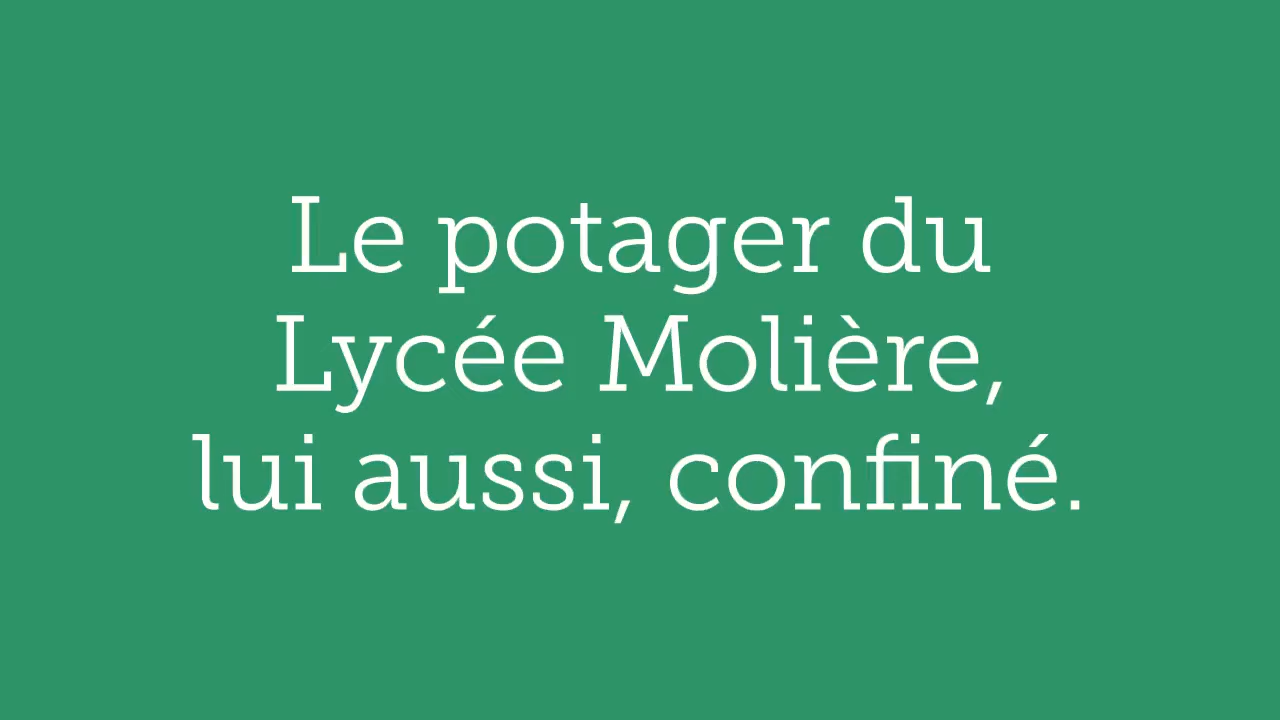 Le potager du
Lycée Molière,
lui aussi, confiné.